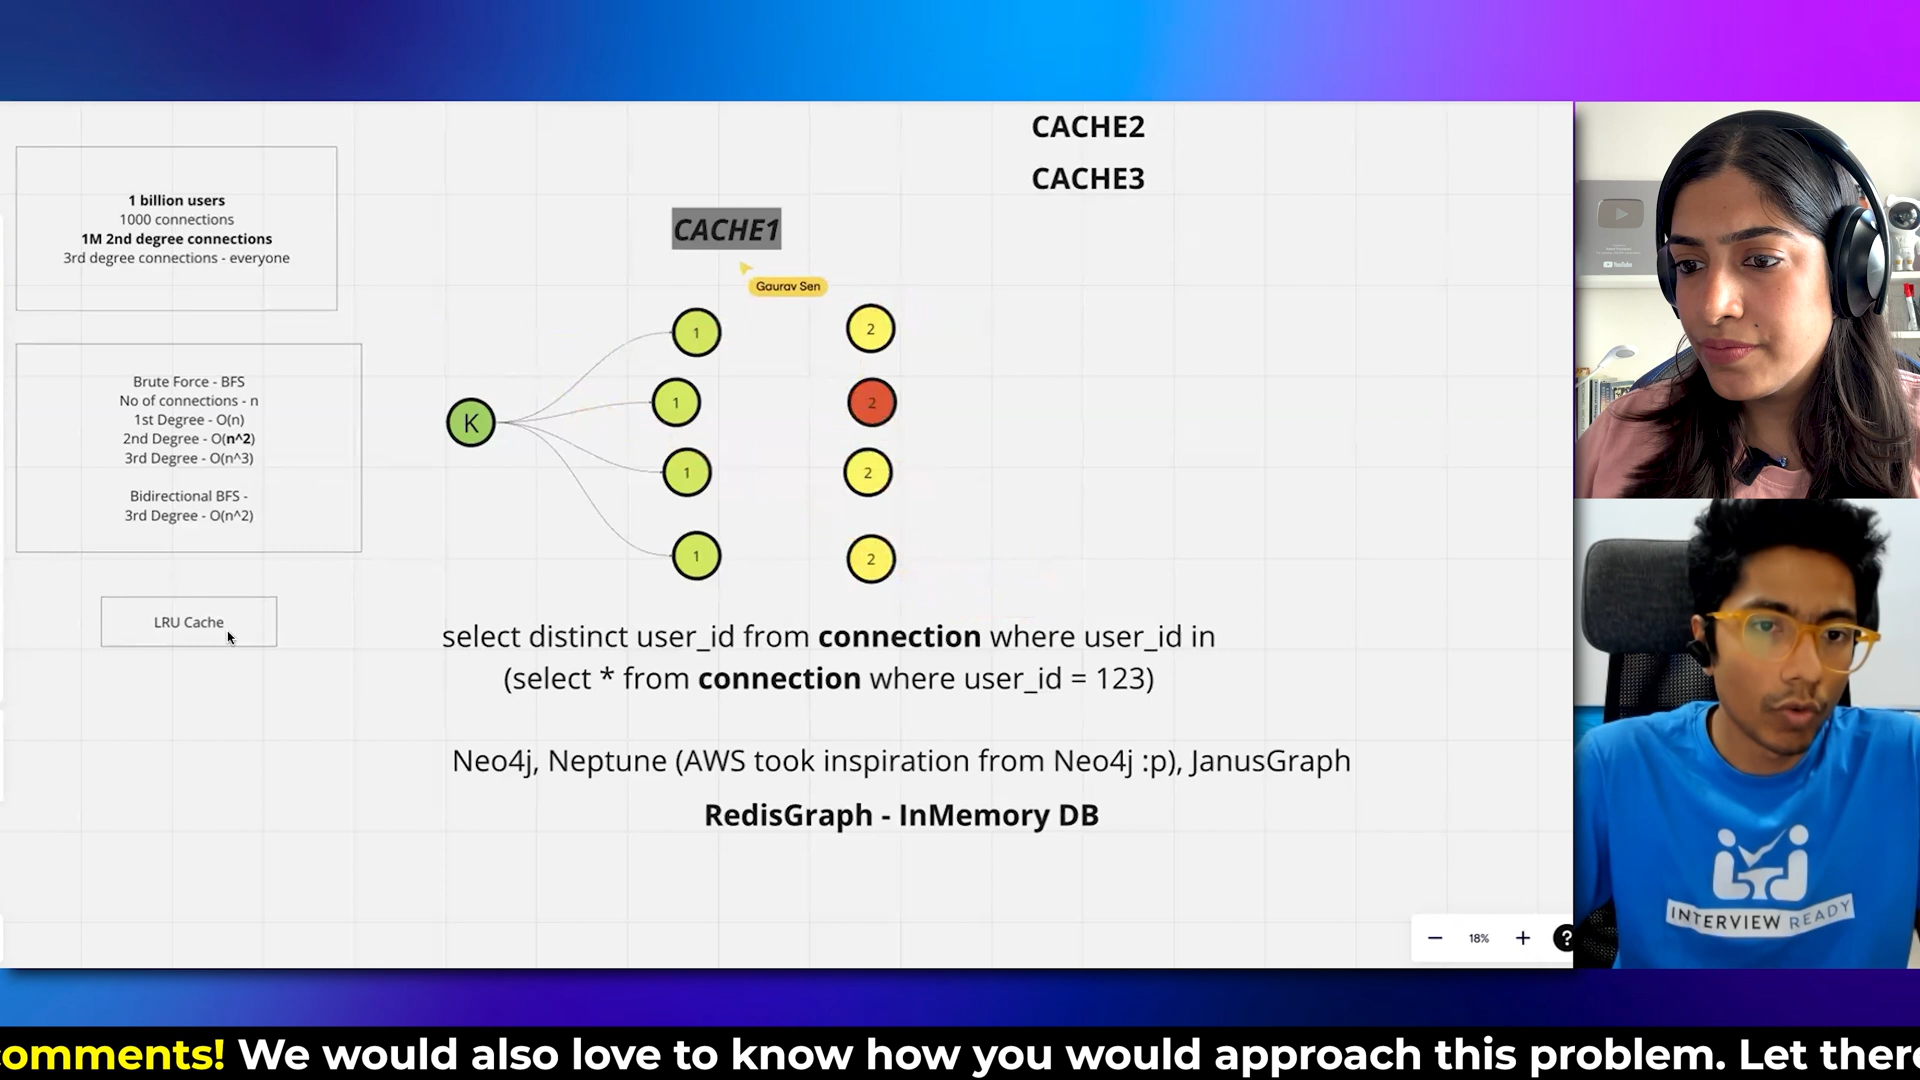 CACHE2
CACHE3
1 billion users
1000 connections
1M 2nd degree connections
3rd degree connections - everyone
CACHE1
Gaurav Sen
1
2
Brute Force - BFS
No of connections - n
1st Degree - O(n)
2nd Degree - O(n^2)
3rd Degree - O(n^3)
Bidirectional BFS -
3rd Degree - O(n^2)
K
1
2
1
2
1
2
LRU Cache
select distinct user_id from connection where user_id in
(select * from connection where user_id = 123)
Neo4j, Neptune (AWS took inspiration from Neo4j :p), JanusGraph
RedisGraph - InMemory DB
INTERVIEW READY
18%
?
comments! We would also love to know how you would approach this problem. Let there